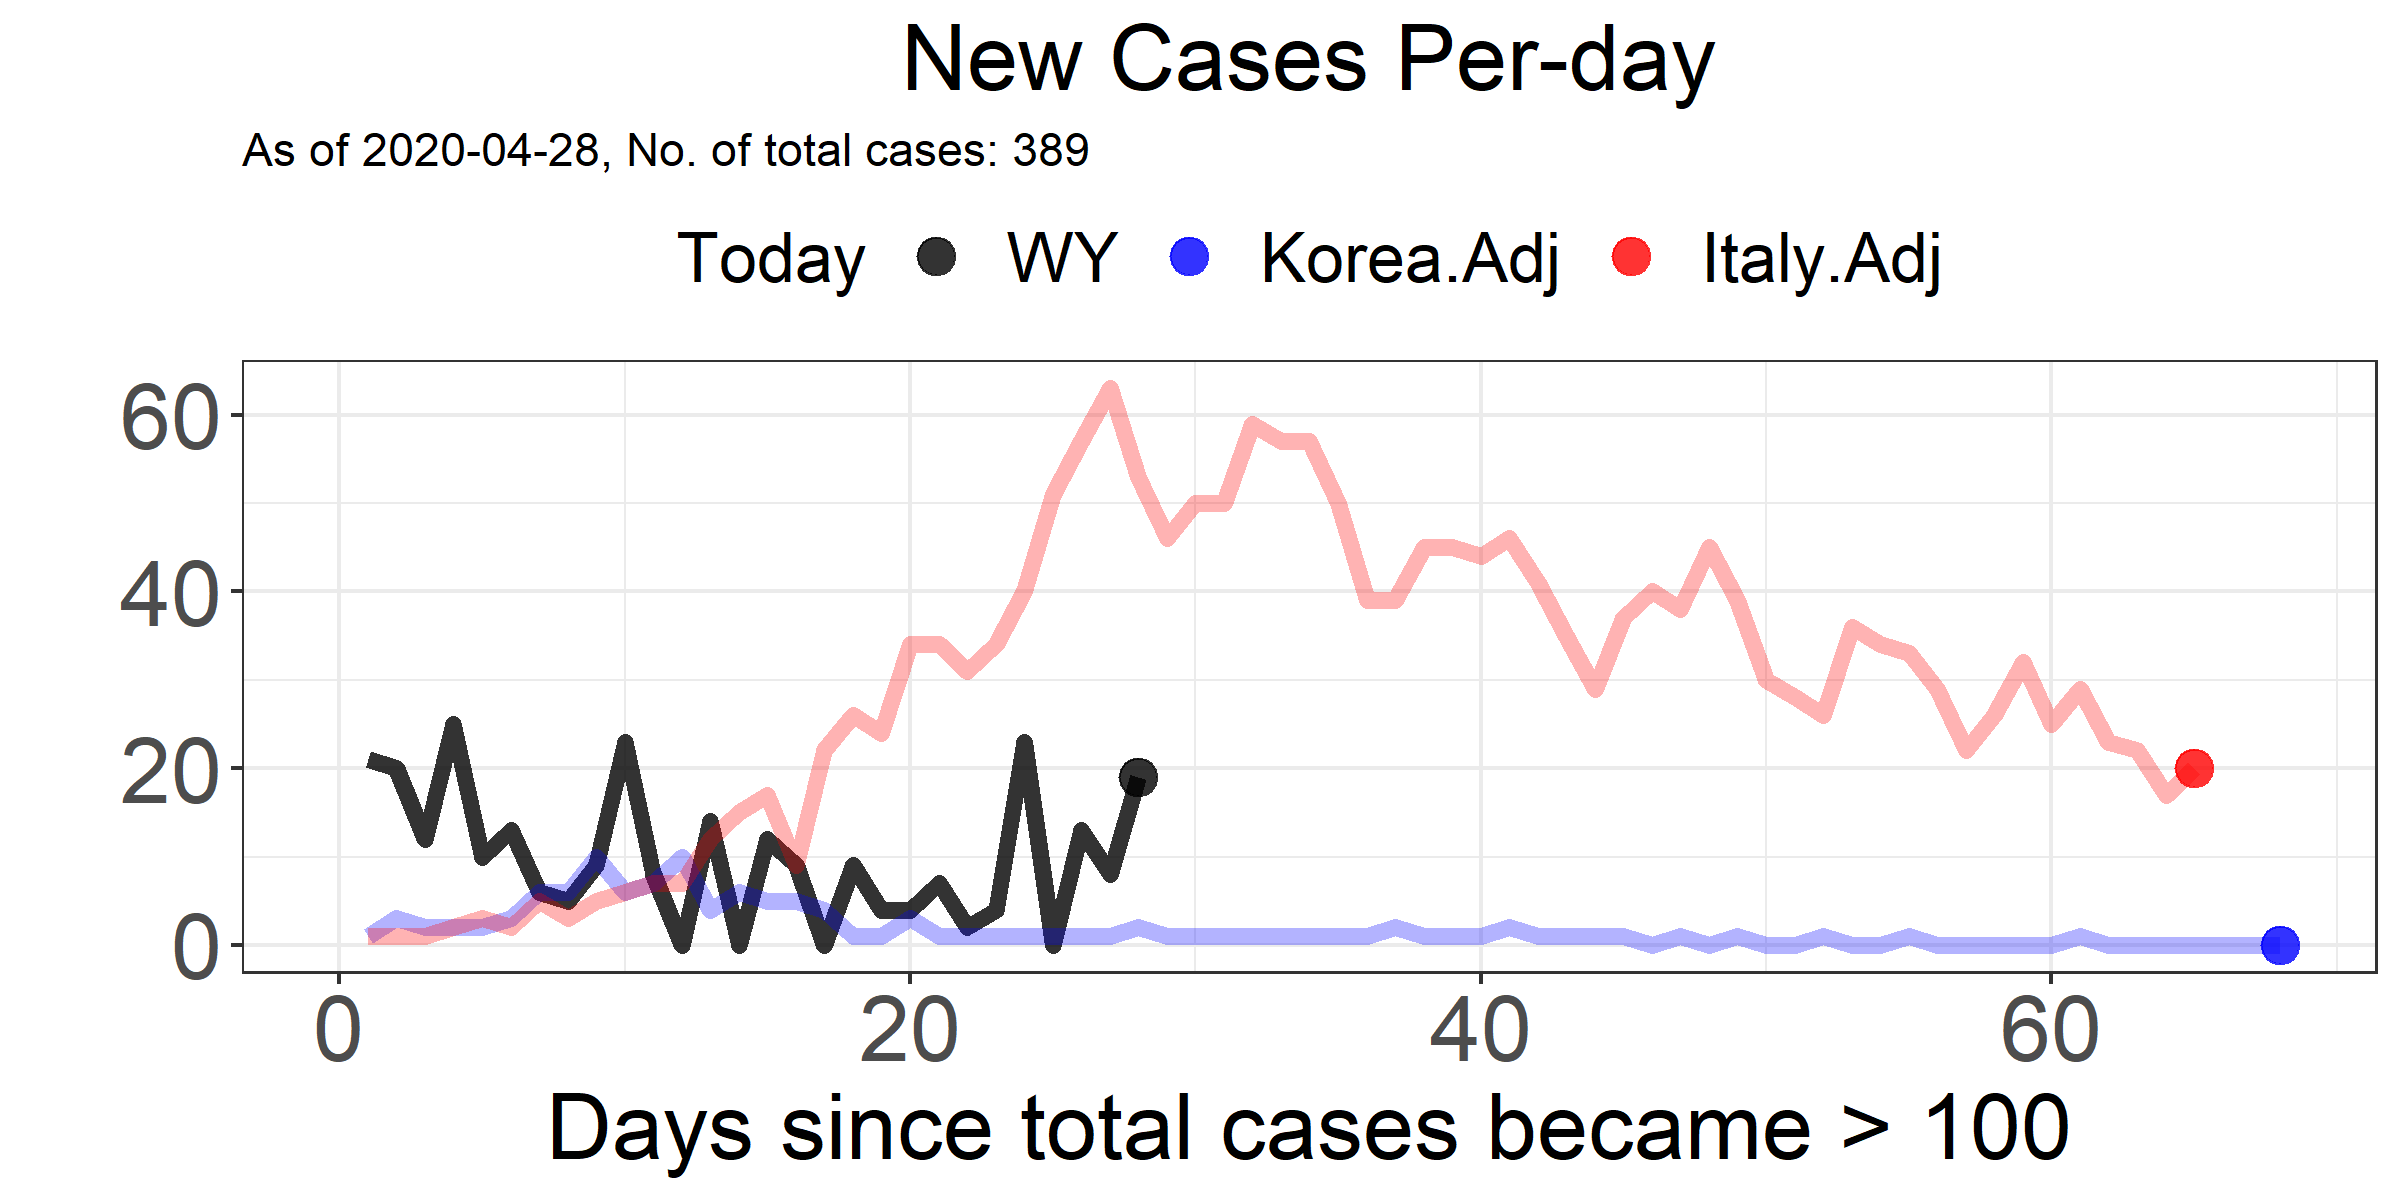 New Cases Per-day
As of 2020-04-28, No. of total cases: 389
Today WY Korea.Adj Italy.Adj
60
40
20
0
0 20 40 60
Days since total cases became > 100